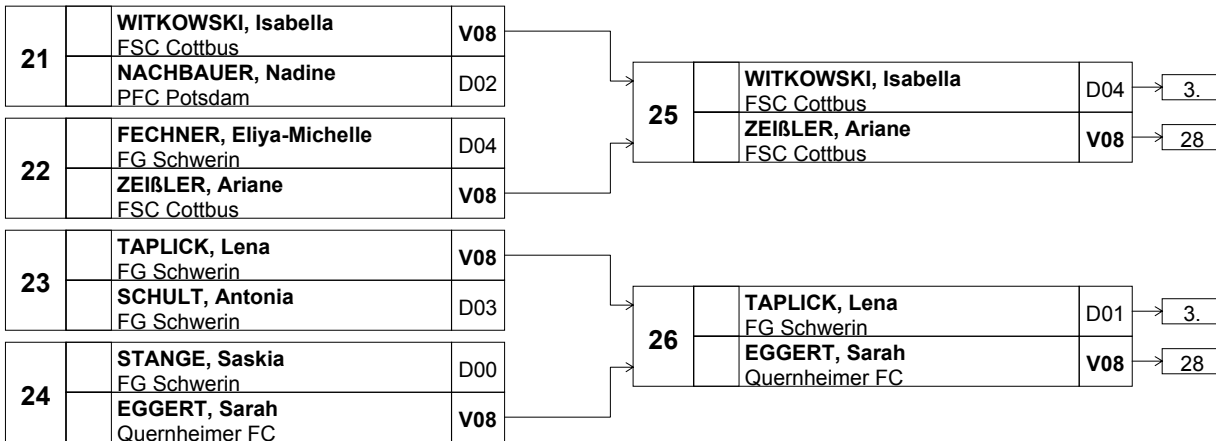 21
WITKOWSKI, Isabella
FSC Cottbus
V08
NACHBAUER, Nadine
PFC Potsdam
D02
22
FECHNER, Eliya-Michelle
FG Schwerin
D04
ZEIßLER, Ariane
FSC Cottbus
V08
23
TAPLICK, Lena
FG Schwerin
V08
SCHULT, Antonia
FG Schwerin
D03
24
STANGE, Saskia
FG Schwerin
D00
EGGERT, Sarah
Quernheimer FC
V08
25
WITKOWSKI, Isabella
FSC Cottbus
D04
3.
ZEIßLER, Ariane
FSC Cottbus
V08
28
26
TAPLICK, Lena
FG Schwerin
D01
3.
EGGERT, Sarah
Quernheimer FC
V08
28